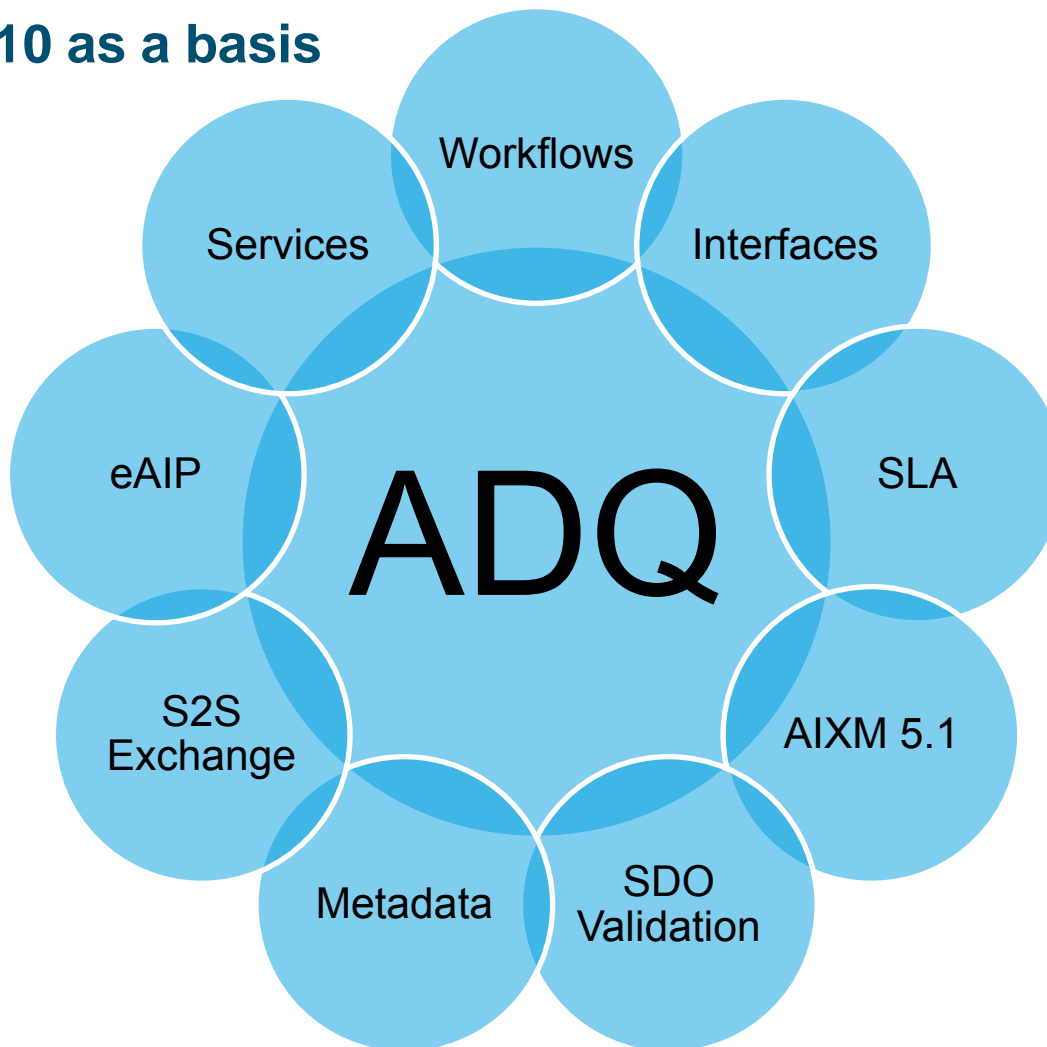 10 as a basis
Workflows
Services
Interfaces
eAIP
ADQ
SLA
S2S
Exchange
AIXM 5.1
Metadata
SDO
Validation